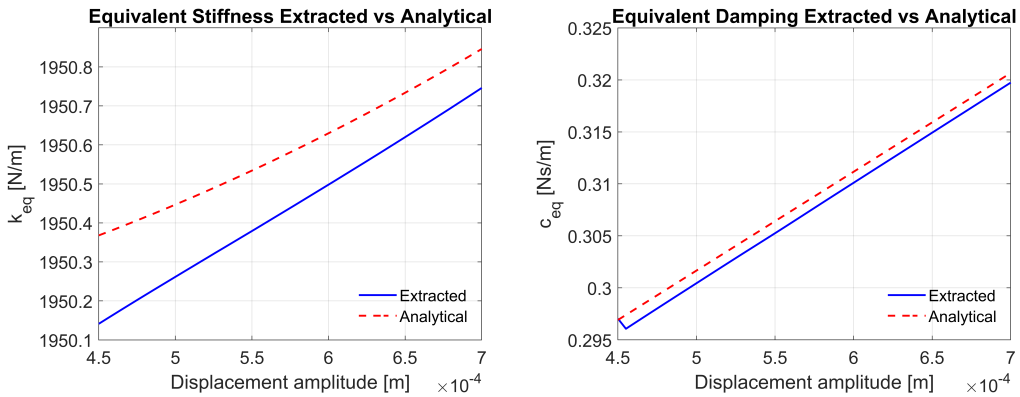 Equivalent Stiffness Extracted vs Analytical
k_eq [N/m]
1950.8
1950.7
1950.6
1950.5
1950.4
1950.3
1950.2
1950.1
4.5 5 5.5 6 6.5 7
Displacement amplitude [m]
×10^-4
Extracted
Analytical
Equivalent Damping Extracted vs Analytical
c_eq [Ns/m]
0.325
0.32
0.315
0.31
0.305
0.3
0.295
4.5 5 5.5 6 6.5 7
Displacement amplitude [m]
×10^-4
Extracted
Analytical